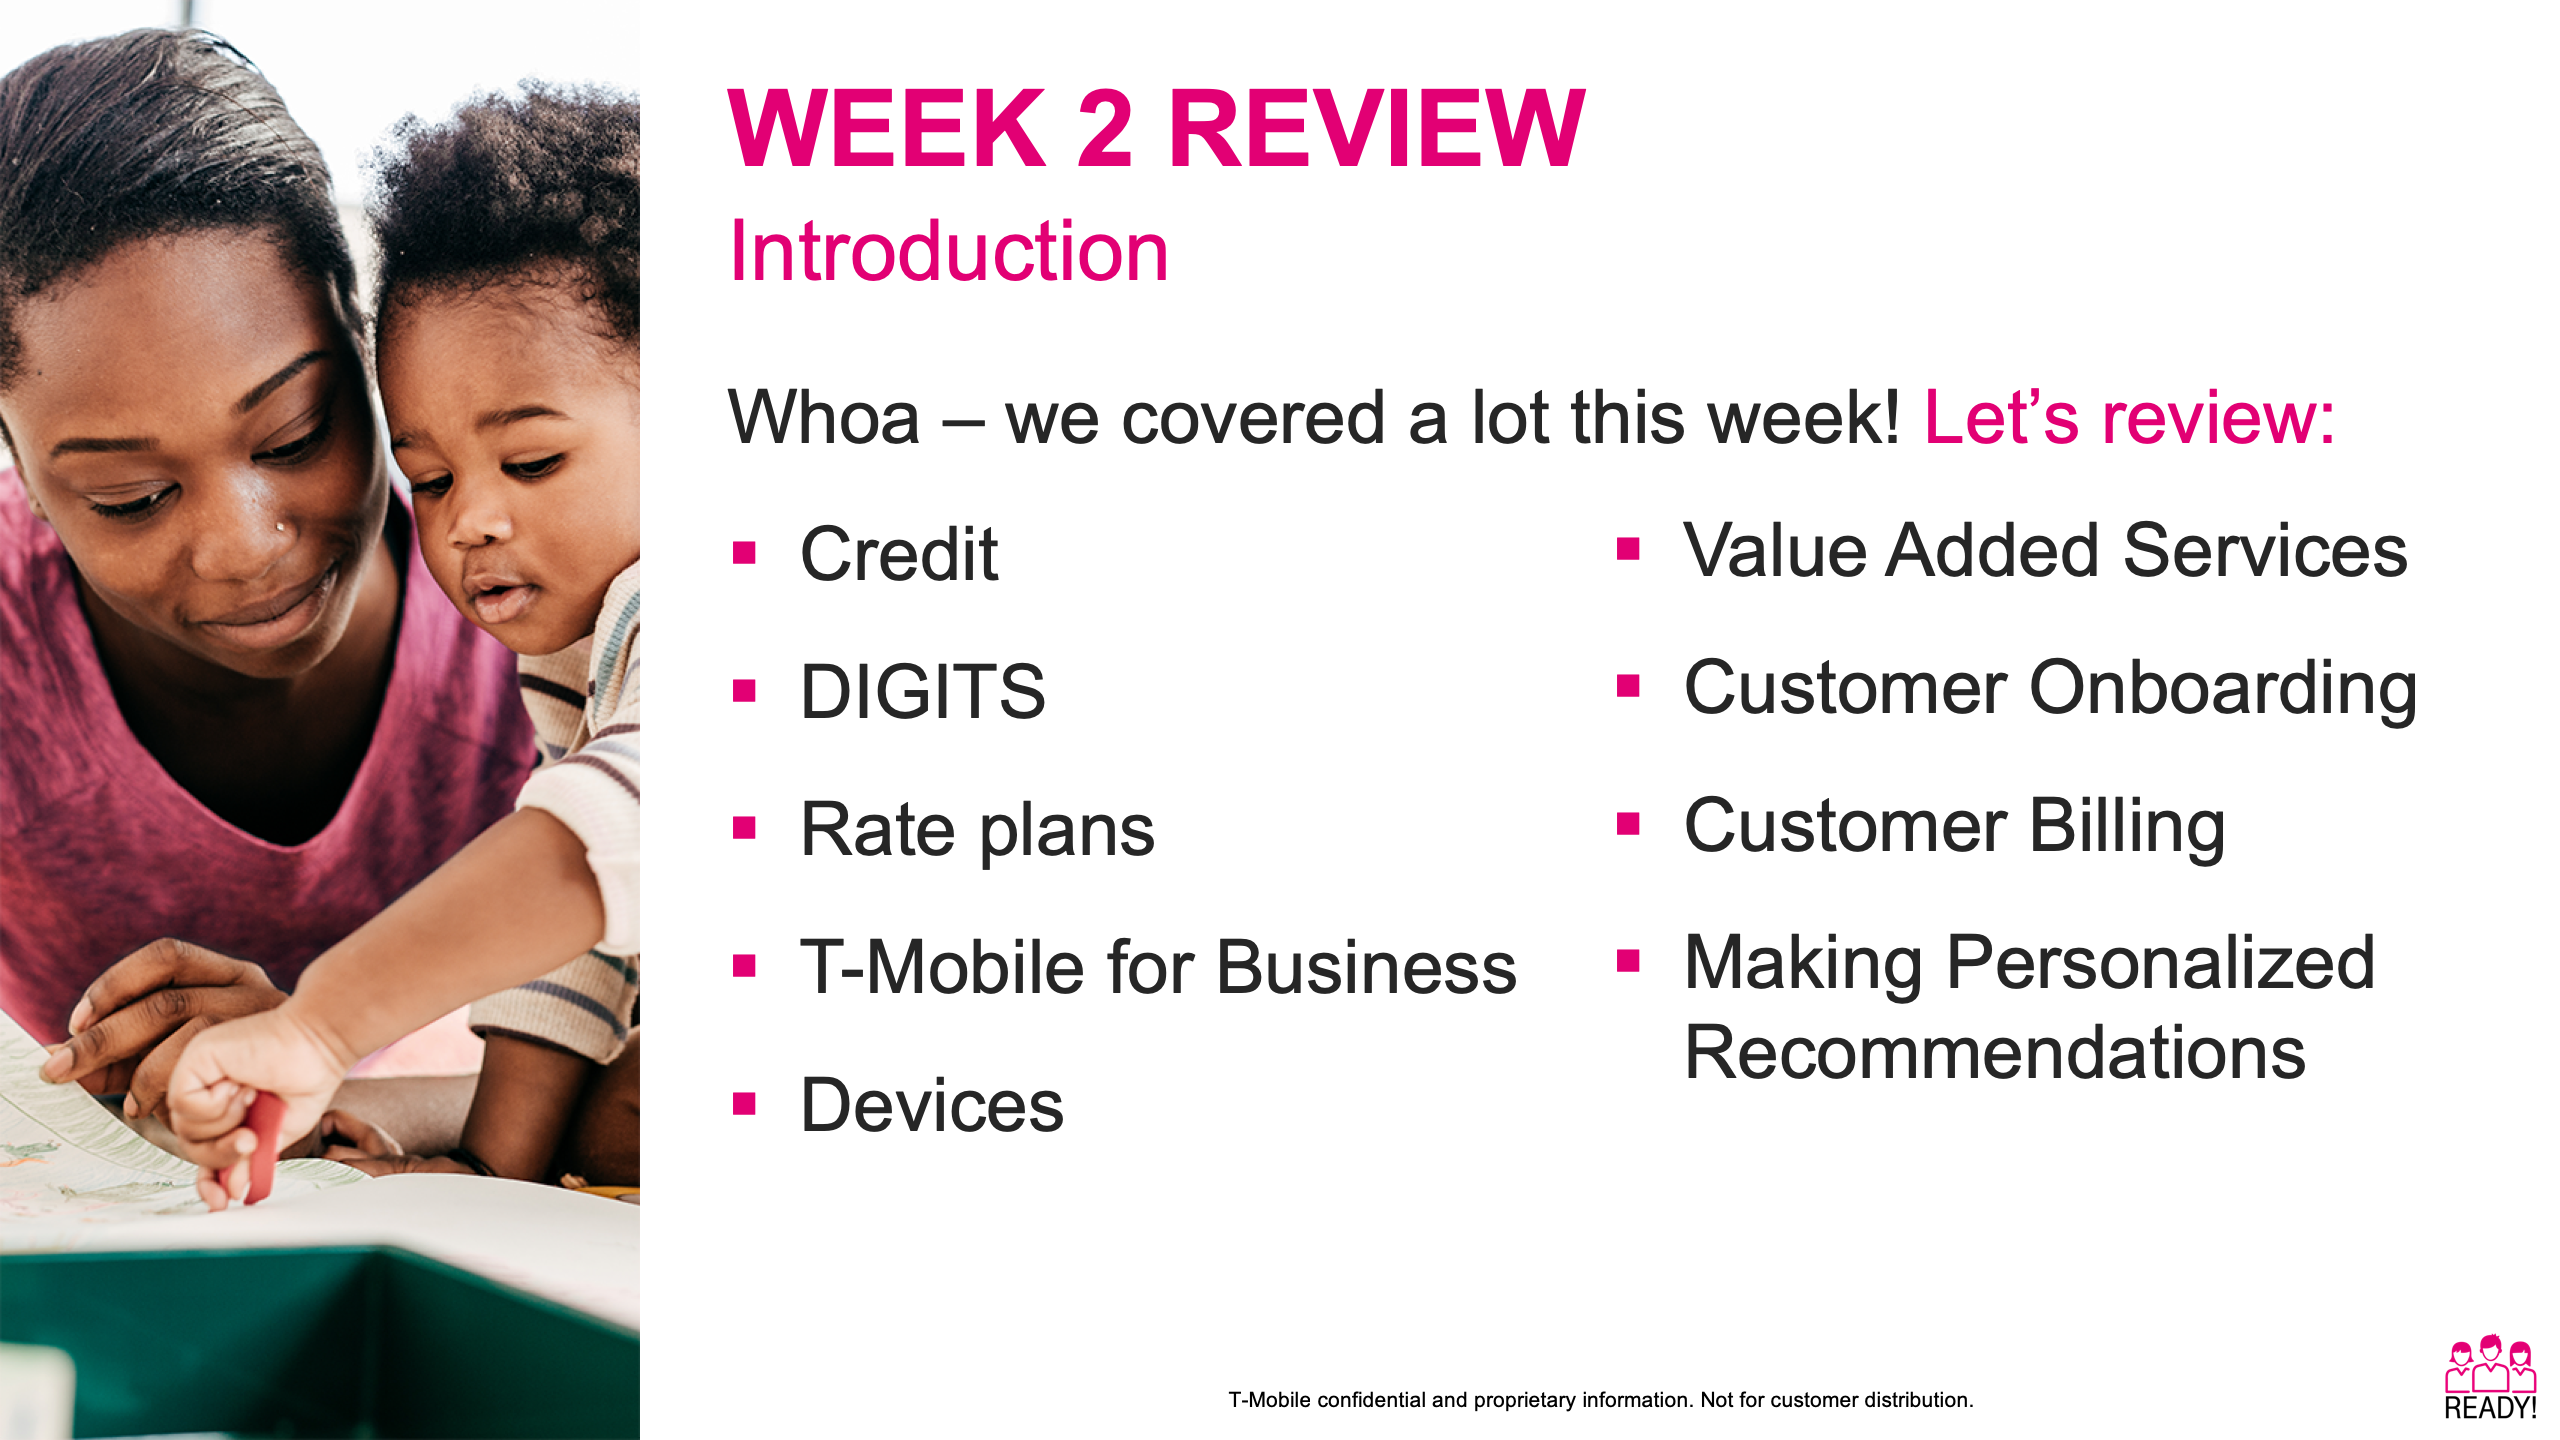 WEEK 2 REVIEW
Introduction
Whoa – we covered a lot this week! Let’s review:
▪ Credit
▪ DIGITS
▪ Rate plans
▪ T-Mobile for Business
▪ Devices
▪ Value Added Services
▪ Customer Onboarding
▪ Customer Billing
▪ Making Personalized
Recommendations
T-Mobile confidential and proprietary information. Not for customer distribution.
READY!